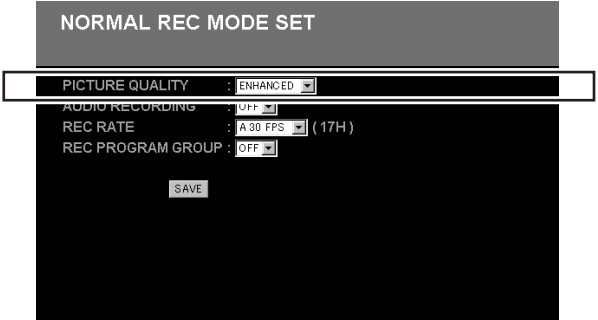 NORMAL REC MODE SET
PICTURE QUALITY : ENHANCED
AUDIO RECORDING : OFF
REC RATE : A 30 FPS (17H)
REC PROGRAM GROUP : OFF
SAVE